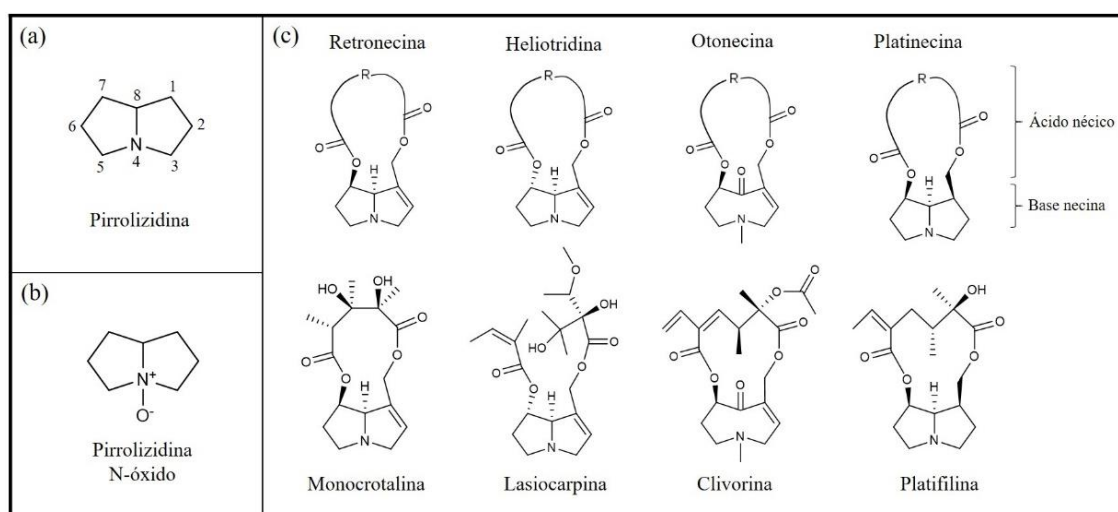 (a)
7
8
1
6
2
5
N
4
3
Pirrolizidina
(b)
N+
O-
Pirrolizidina
N-óxido
(c)
Retronecina
Heliotridina
Otonecina
Platinecina
R
O
O
O
O
H
N
R
O
O
O
O
H
N
R
O
O
O
O
O
N
R
O
O
O
O
H
N
Ácido nécico
Base necina
HO
OH
O
O
O
O
H
N
O
OH
HO
O
O
O
O
H
N
O
O
O
O
O
O
O
N
OH
O
O
O
O
H
N
Monocrotalina
Lasiocarpina
Clivorina
Platifilina